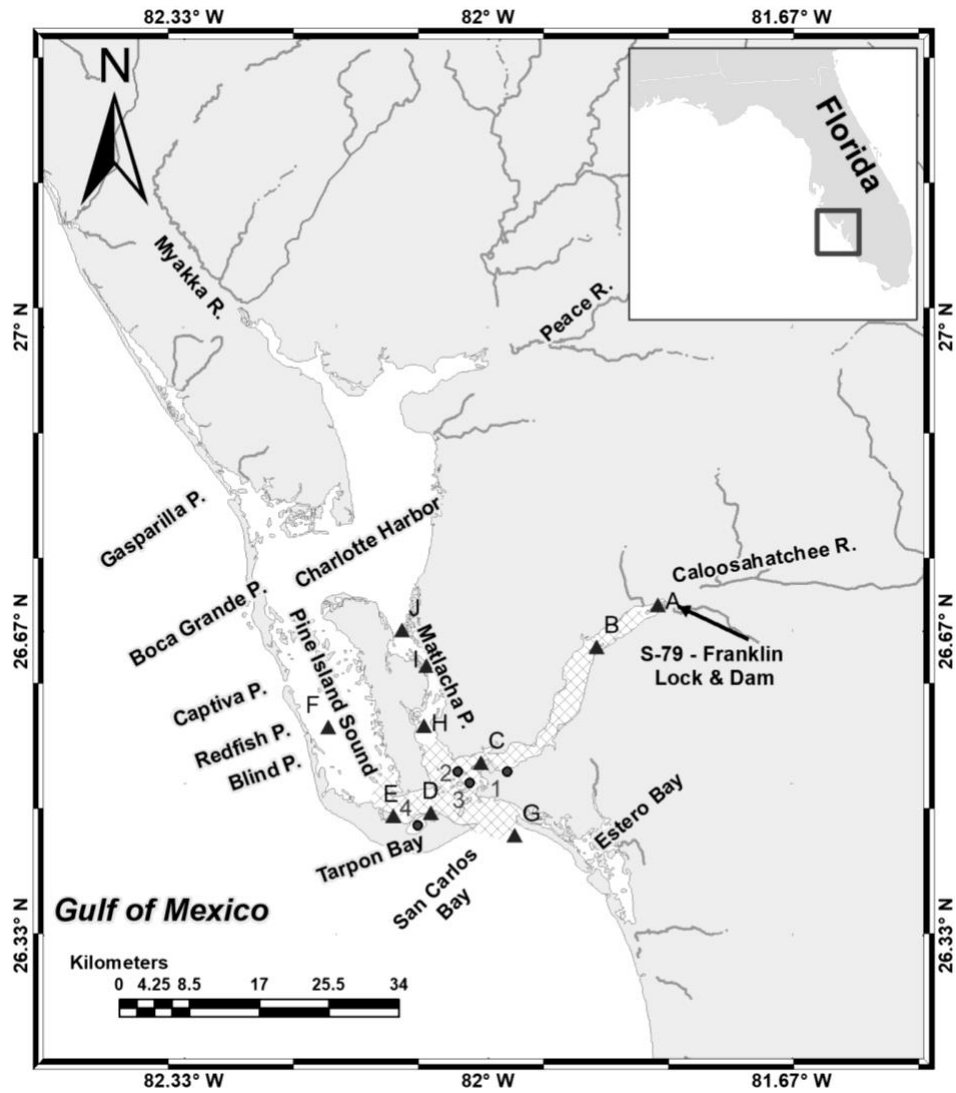 82.33° W
82° W
81.67° W
N
Florida
Myakka R.
27° N
27° N
Peace R.
Gasparilla P.
Charlotte Harbor
Caloosahatchee R.
Boca Grande P.
A
J
B
26.67° N
26.67° N
Pine Island Sound
Matlacha P.
I
S-79 - Franklin
Lock & Dam
Captiva P.
F
H
Redfish P.
C
Blind P.
2
1
E
4
D
3
G
Estero Bay
Tarpon Bay
San Carlos
Bay
Gulf of Mexico
26.33° N
26.33° N
Kilometers
0 4.25 8.5 17 25.5 34
82.33° W
82° W
81.67° W